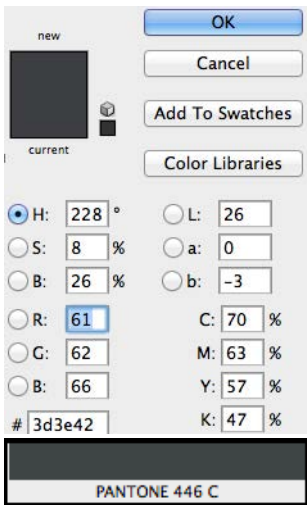 new
OK
Cancel
Add To Swatches
current
Color Libraries
H: 228 ° L: 26
S: 8 % a: 0
B: 26 % b: -3
R: 61 C: 70 %
G: 62 M: 63 %
B: 66 Y: 57 %
# 3d3e42 K: 47 %
PANTONE 446 C